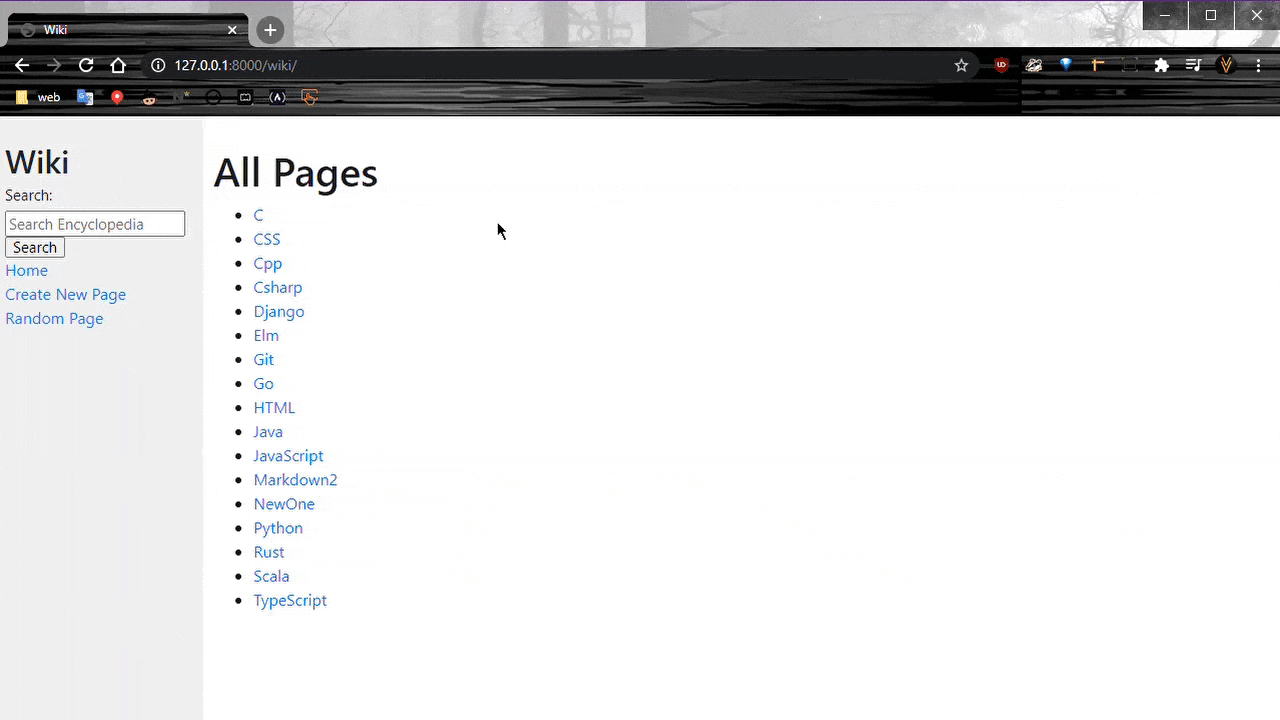 Wiki
127.0.0.1:8000/wiki/
web
Wiki
Search:
Search Encyclopedia
Search
Home
Create New Page
Random Page
All Pages
C
CSS
Cpp
Csharp
Django
Elm
Git
Go
HTML
Java
JavaScript
Markdown2
NewOne
Python
Rust
Scala
TypeScript